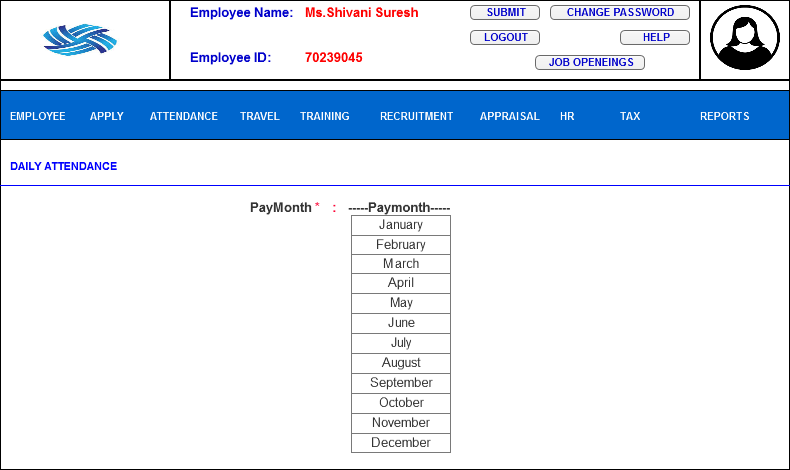 Employee Name: Ms.Shivani Suresh
SUBMIT
CHANGE PASSWORD
LOGOUT
HELP
Employee ID: 70239045
JOB OPENEINGS
EMPLOYEE APPLY ATTENDANCE TRAVEL TRAINING RECRUITMENT APPRAISAL HR TAX REPORTS
DAILY ATTENDANCE
PayMonth * : -----Paymonth-----
January
February
March
April
May
June
July
August
September
October
November
December